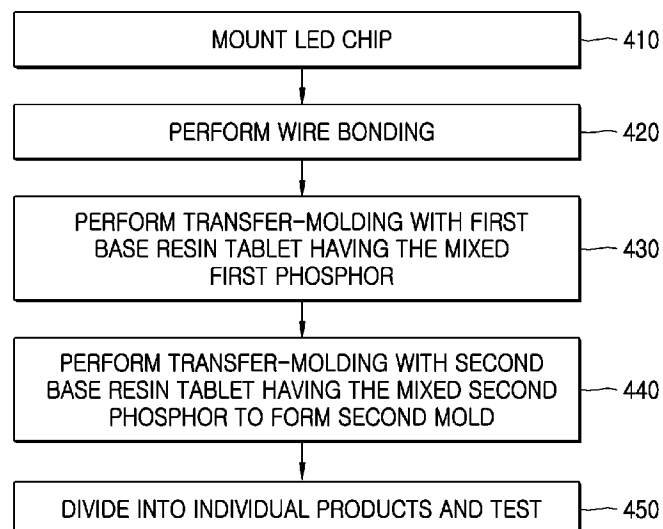 MOUNT LED CHIP
410
PERFORM WIRE BONDING
420
PERFORM TRANSFER-MOLDING WITH FIRST
BASE RESIN TABLET HAVING THE MIXED
FIRST PHOSPHOR
430
PERFORM TRANSFER-MOLDING WITH SECOND
BASE RESIN TABLET HAVING THE MIXED SECOND
PHOSPHOR TO FORM SECOND MOLD
440
DIVIDE INTO INDIVIDUAL PRODUCTS AND TEST
450